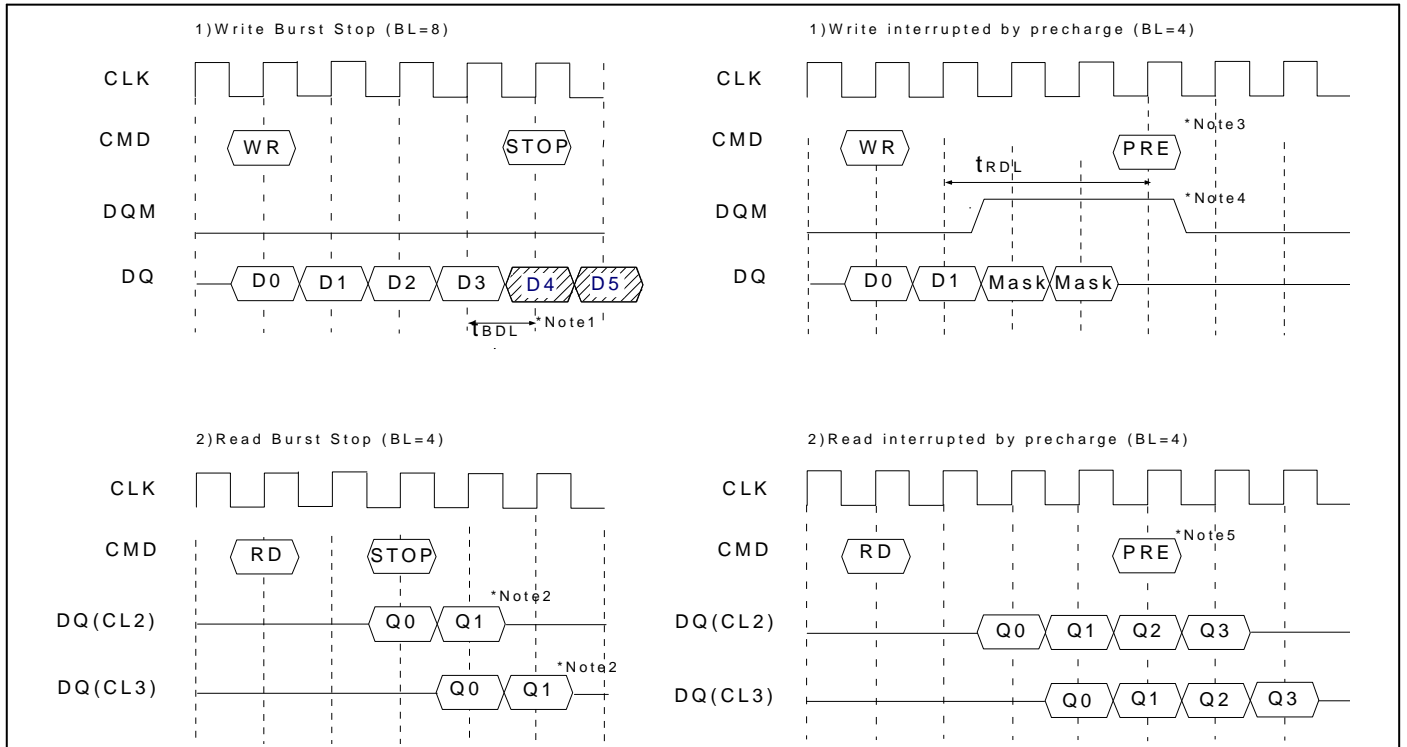 1)Write Burst Stop (BL=8)
CLK
CMD WR STOP
DQM
DQ D0 D1 D2 D3 D4 D5
tBDL *Note1
1)Write interrupted by precharge (BL=4)
CLK
CMD WR PRE *Note3
tRDL
DQM *Note4
DQ D0 D1 Mask Mask
2)Read Burst Stop (BL=4)
CLK
CMD RD STOP
*Note2
DQ(CL2) Q0 Q1
*Note2
DQ(CL3) Q0 Q1
2)Read interrupted by precharge (BL=4)
CLK
CMD RD PRE *Note5
DQ(CL2) Q0 Q1 Q2 Q3
DQ(CL3) Q0 Q1 Q2 Q3